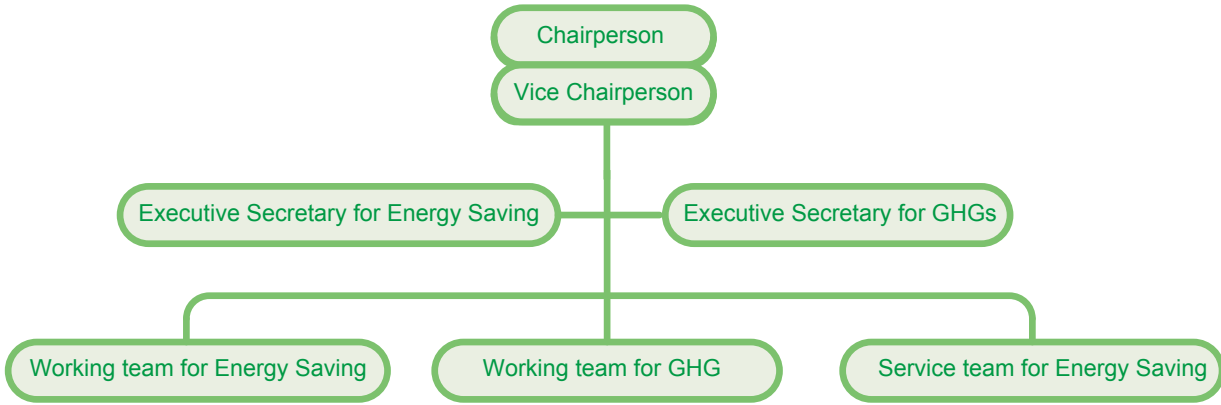 Chairperson
Vice Chairperson
Executive Secretary for Energy Saving
Executive Secretary for GHGs
Working team for Energy Saving
Working team for GHG
Service team for Energy Saving